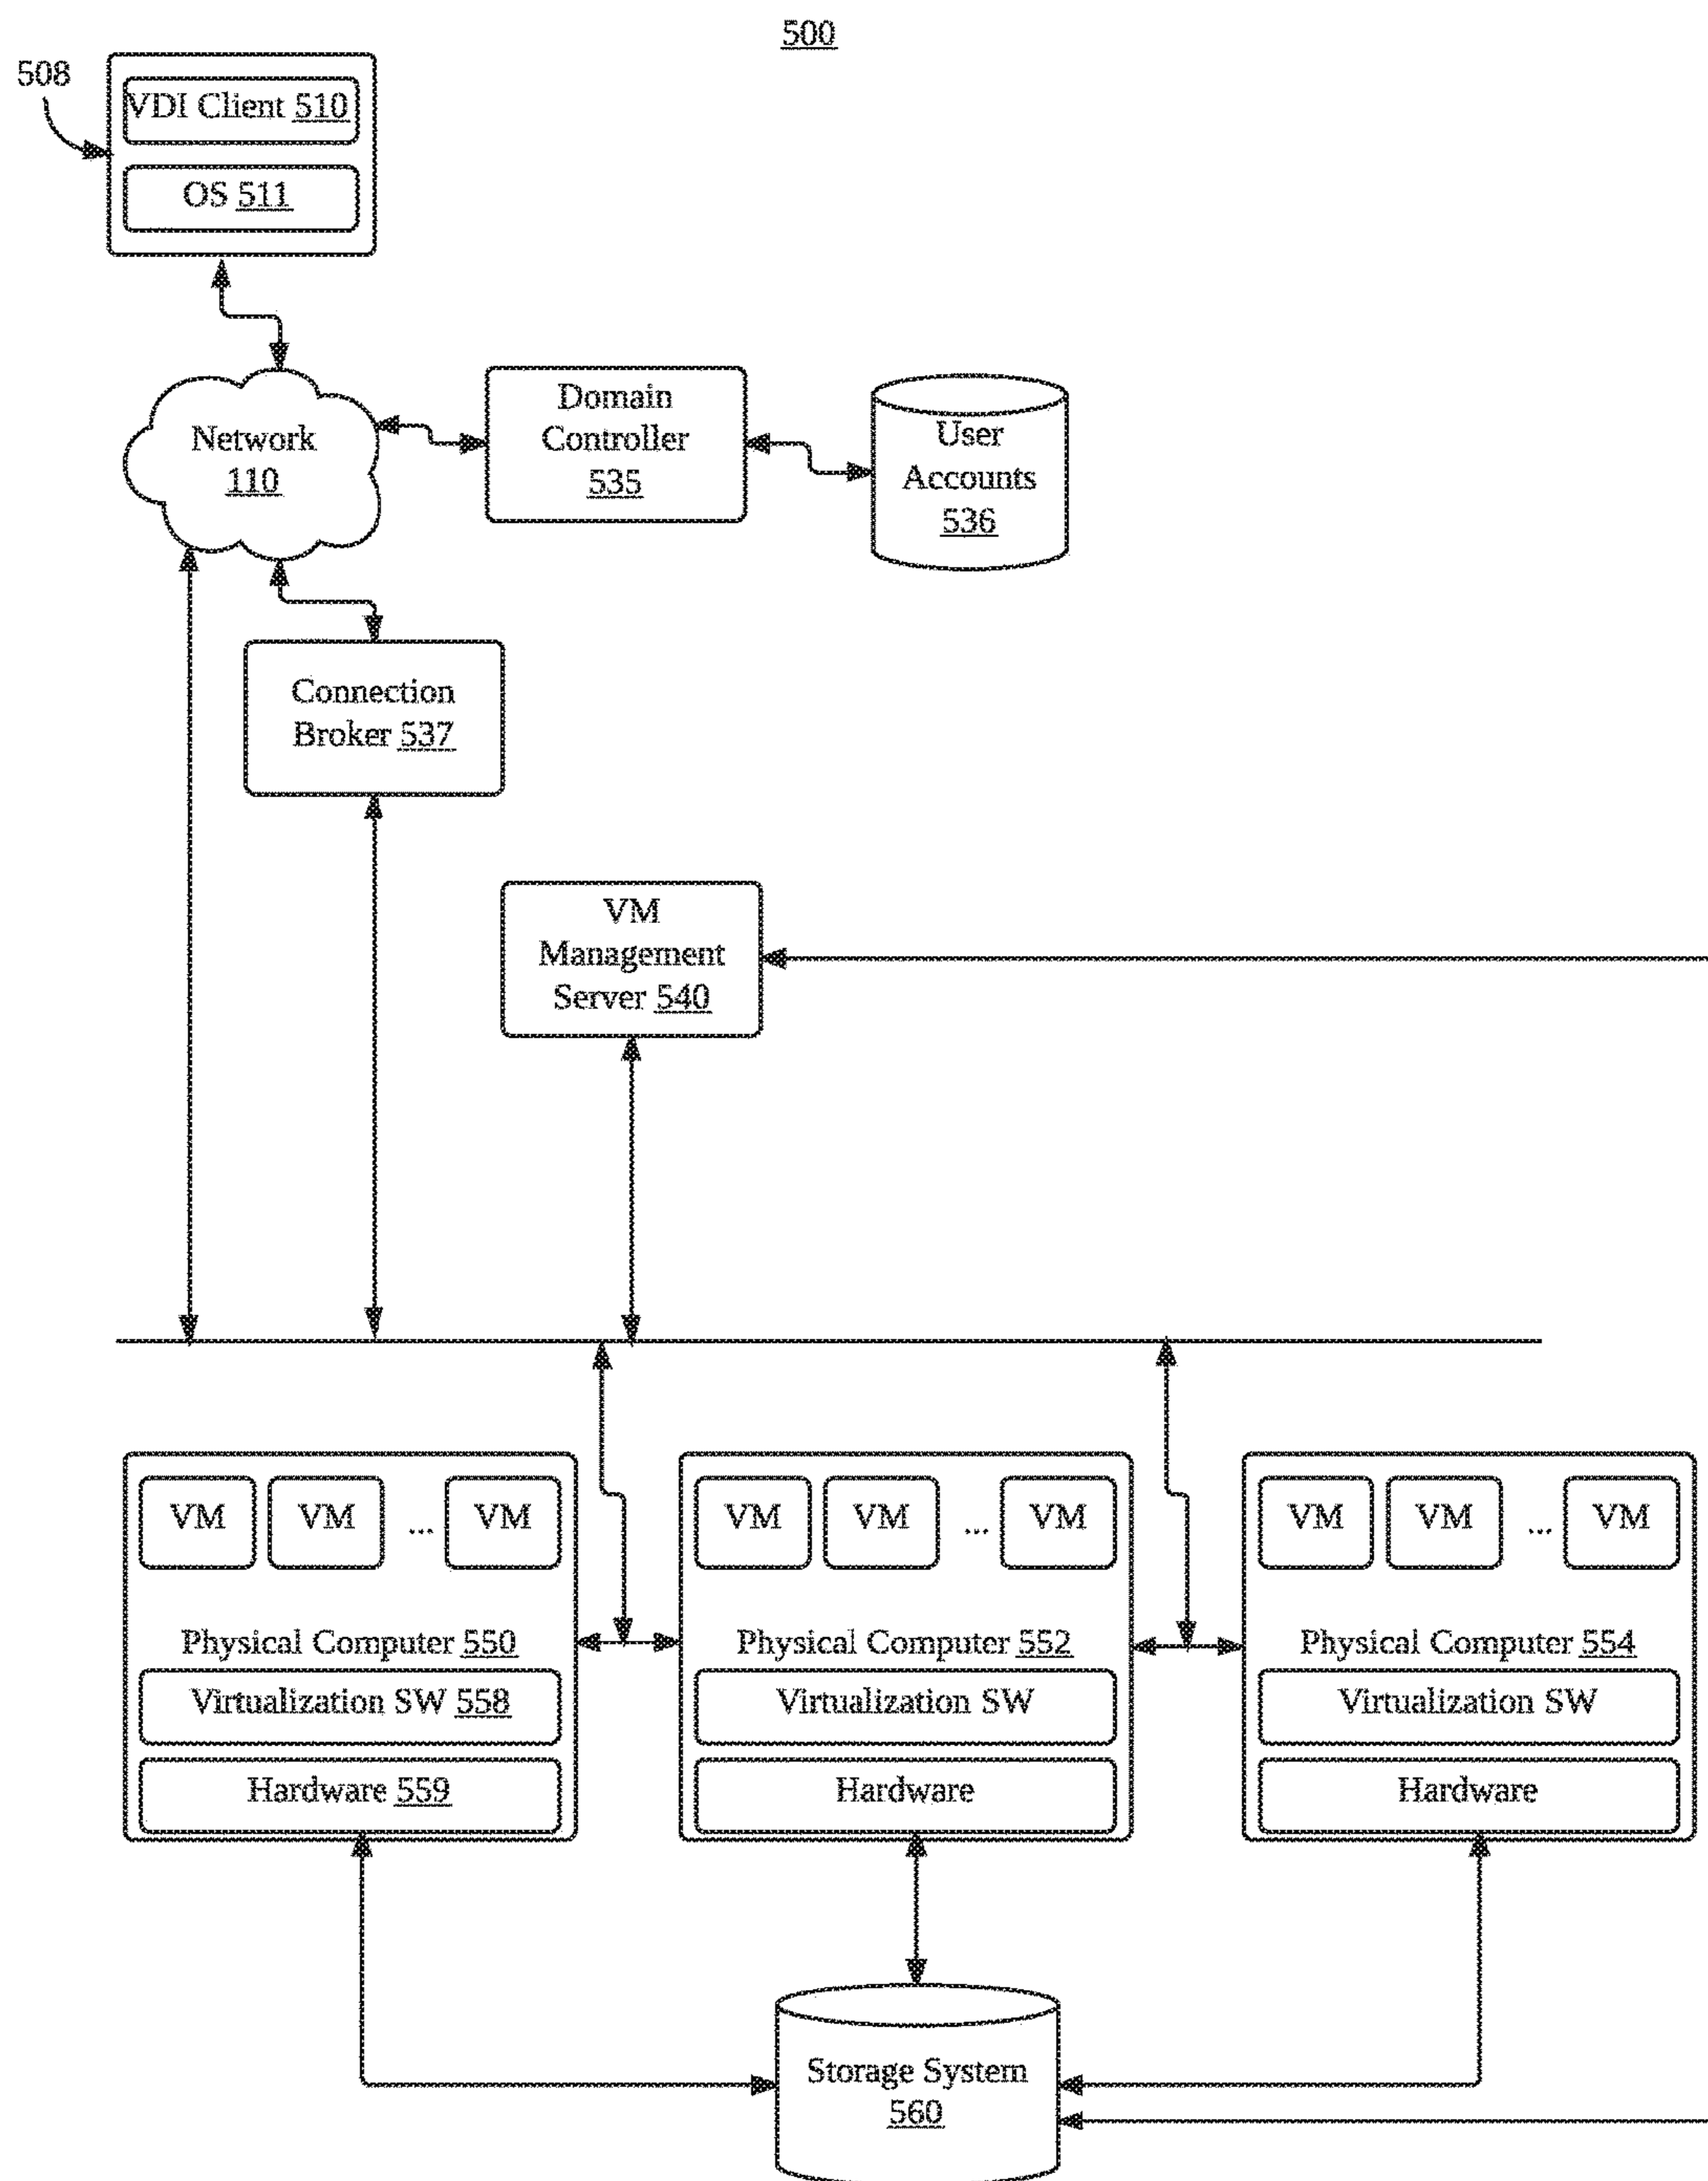 500
508
VDI Client 510
OS 511
Network
110
Domain
Controller
535
User
Accounts
536
Connection
Broker 537
VM
Management
Server 540
VM VM ... VM
Physical Computer 550
Virtualization SW 558
Hardware 559
VM VM ... VM
Physical Computer 552
Virtualization SW
Hardware
VM VM ... VM
Physical Computer 554
Virtualization SW
Hardware
Storage System
560